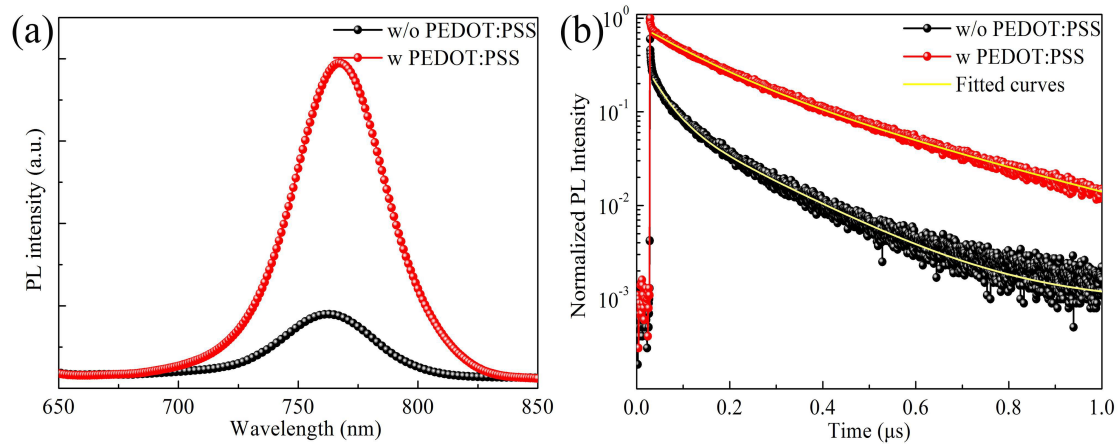 (a)
w/o PEDOT:PSS
w PEDOT:PSS
PL intensity (a.u.)
650 700 750 800 850
Wavelength (nm)
(b)
w/o PEDOT:PSS
w PEDOT:PSS
Fitted curves
Normalized PL Intensity
10⁰
10⁻¹
10⁻²
10⁻³
0.0 0.2 0.4 0.6 0.8 1.0
Time (μs)